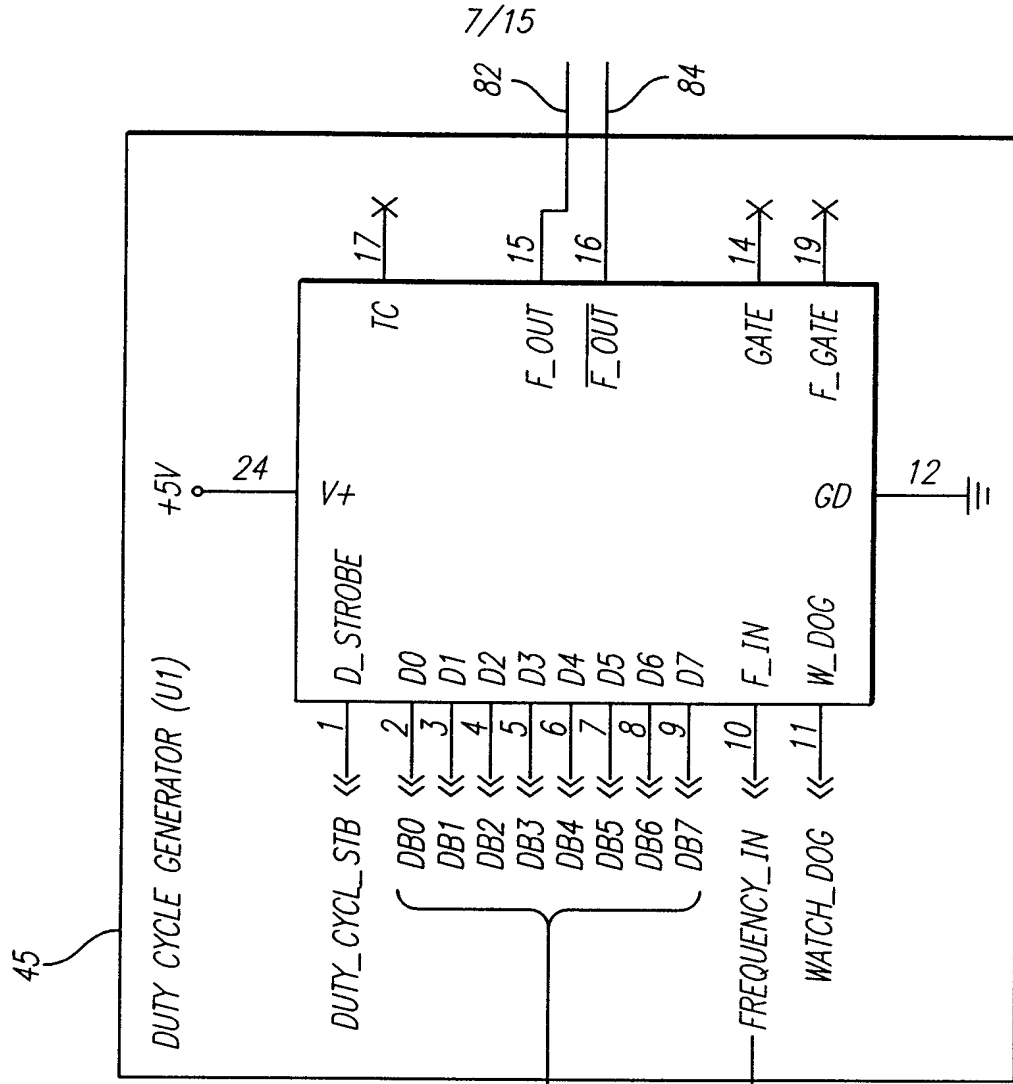 7/15
45
DUTY CYCLE GENERATOR (U1)
+5V
24
V+
DUTY_CYCL_STB 1 D_STROBE
DB0 2 D0
DB1 3 D1
DB2 4 D2
DB3 5 D3
DB4 6 D4
DB5 7 D5
DB6 8 D6
DB7 9 D7
FREQUENCY_IN 10 F_IN
WATCH_DOG 11 W_DOG
TC 17
F_OUT 15 82
F_OUT 16 84
GATE 14
F_GATE 19
GD
12